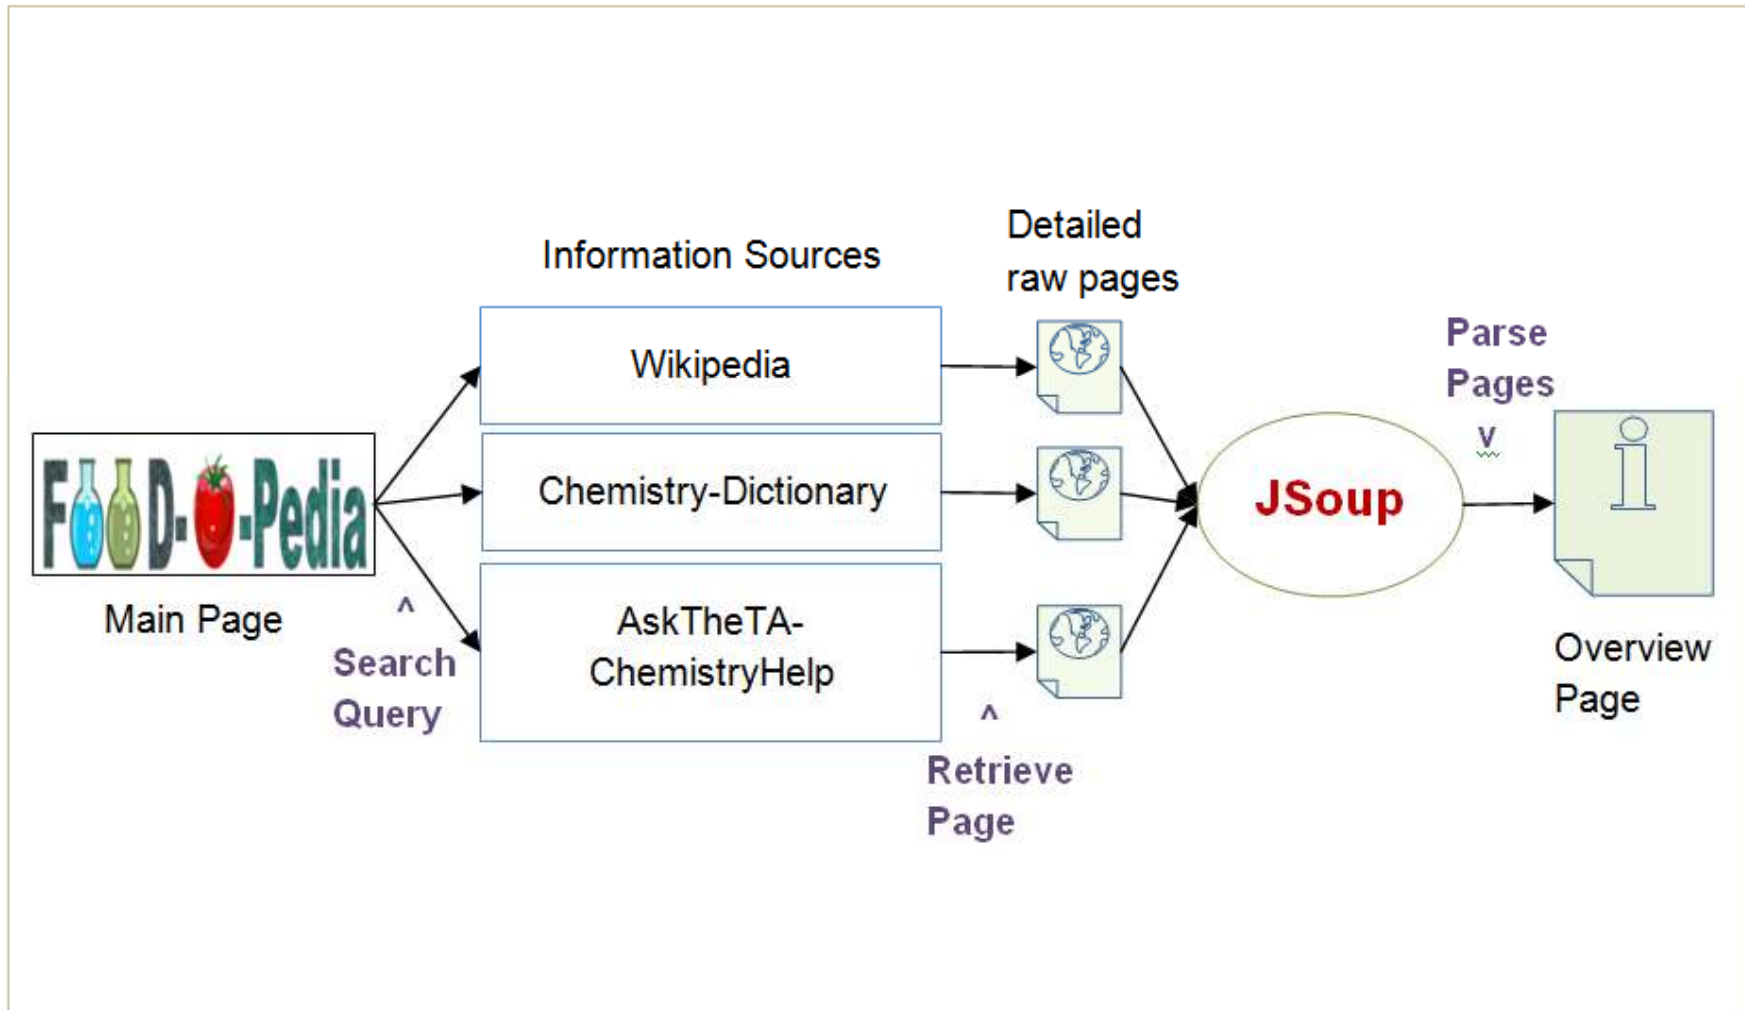 Information Sources
Detailed
raw pages
Wikipedia
Parse
Pages
v
FOOD-O-Pedia
Chemistry-Dictionary
JSoup
i
Main Page
^
Search
Query
AskTheTA-
ChemistryHelp
^
Retrieve
Page
Overview
Page